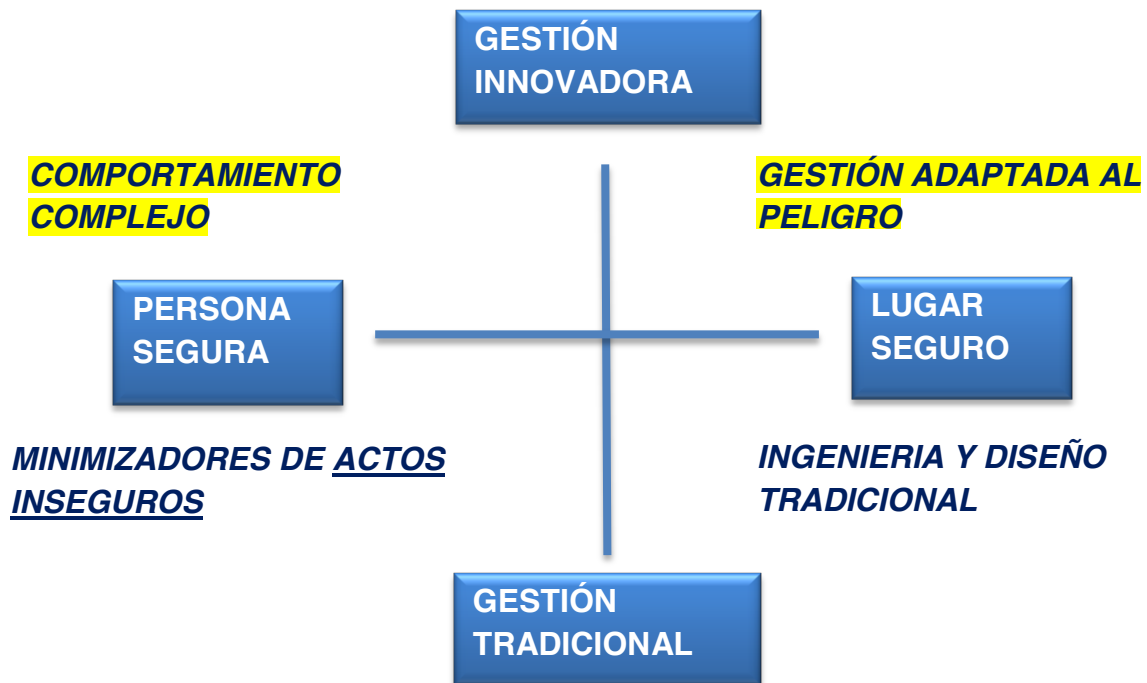 GESTIÓN
INNOVADORA
COMPORTAMIENTO
COMPLEJO
GESTIÓN ADAPTADA AL
PELIGRO
PERSONA
SEGURA
LUGAR
SEGURO
MINIMIZADORES DE ACTOS
INSEGUROS
INGENIERIA Y DISEÑO
TRADICIONAL
GESTIÓN
TRADICIONAL